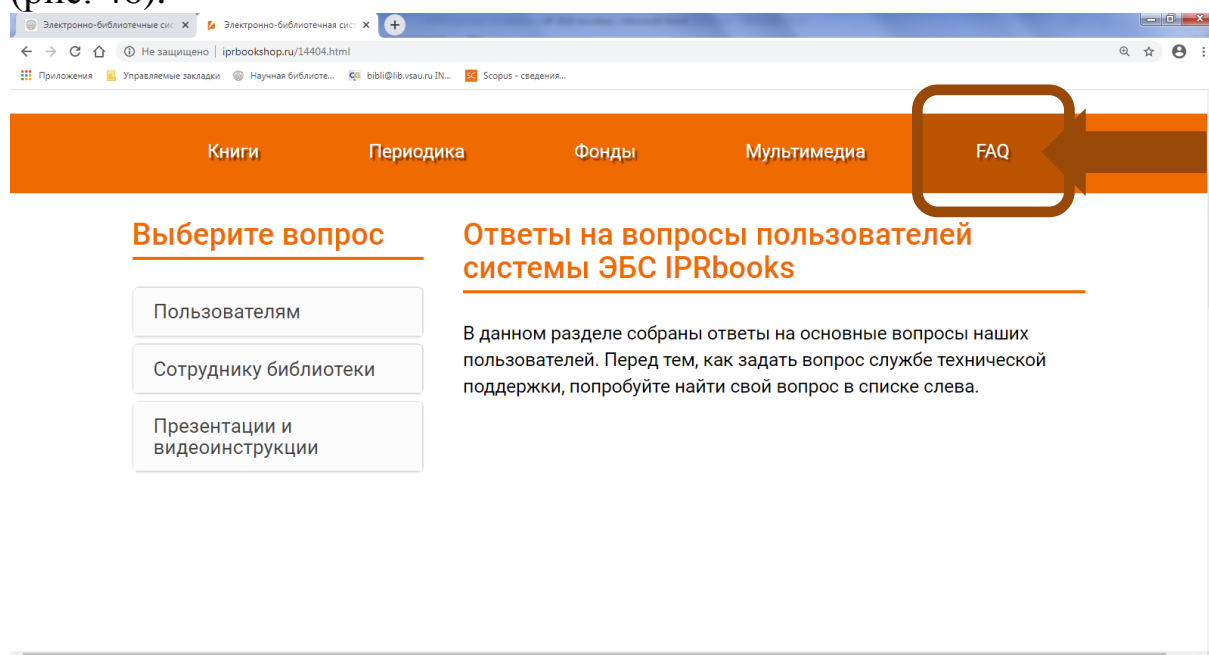 (рис. 46).
Электронно-библиотечные сис
Электронно-библиотечная сис
Не защищено | iprbookshop.ru/14404.html
Приложения Управляемые закладки Научная библиоте... bibli@lib.vsau.ru IN... Scopus - сведения...
Книги Периодика Фонды Мультимедиа FAQ
Выберите вопрос
Пользователям
Сотруднику библиотеки
Презентации и
видеоинструкции
Ответы на вопросы пользователей
системы ЭБС IPRbooks
В данном разделе собраны ответы на основные вопросы наших
пользователей. Перед тем, как задать вопрос службе технической
поддержки, попробуйте найти свой вопрос в списке слева.